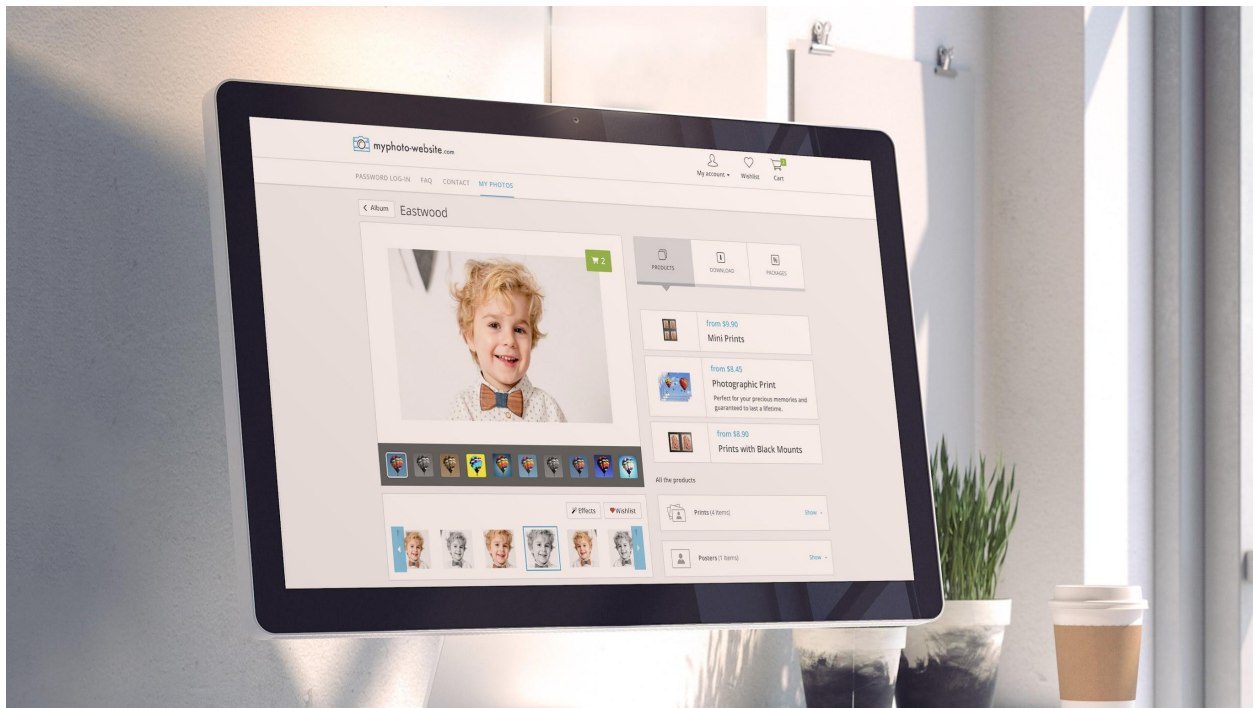 myphoto-website.com
My account
Wishlist
Cart
PASSWORD LOG-IN FAQ CONTACT MY PHOTOS
Album Eastwood
2
PRODUCTS
DOWNLOAD
PACKAGES
from $9.90
Mini Prints
from $8.45
Photographic Print
Perfect for your precious memories and
guaranteed to last a lifetime.
from $8.90
Prints with Black Mounts
All the products
Prints (4 Items)
Show
Posters (1 Items)
Show
Effects
Wishlist